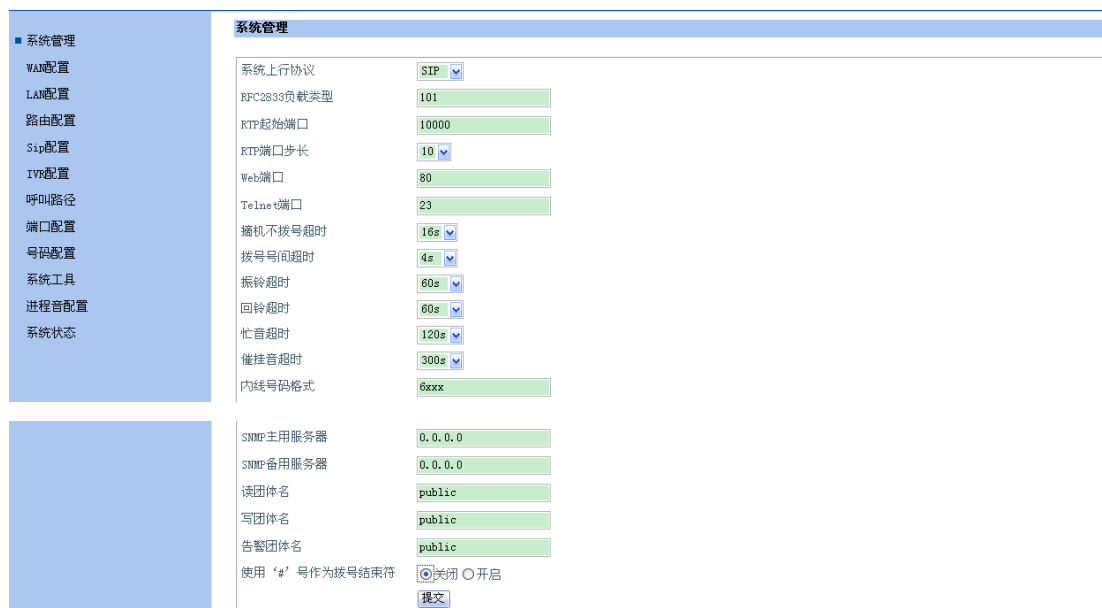 系统管理
WAN配置
LAN配置
路由配置
Sip配置
IVR配置
呼叫路径
端口配置
号码配置
系统工具
进程音配置
系统状态
系统管理
系统上行协议 SIP
RFC2833负载类型 101
RTP起始端口 10000
RTP端口步长 10
Web端口 80
Telnet端口 23
摘机不拨号超时 16s
拨号号间超时 4s
振铃超时 60s
回铃超时 60s
忙音超时 120s
催挂音超时 300s
内线号码格式 6xxx
SNMP主用服务器 0.0.0.0
SNMP备用服务器 0.0.0.0
读团体名 public
写团体名 public
告警团体名 public
使用‘#’号作为拨号结束符 关闭 开启
提交